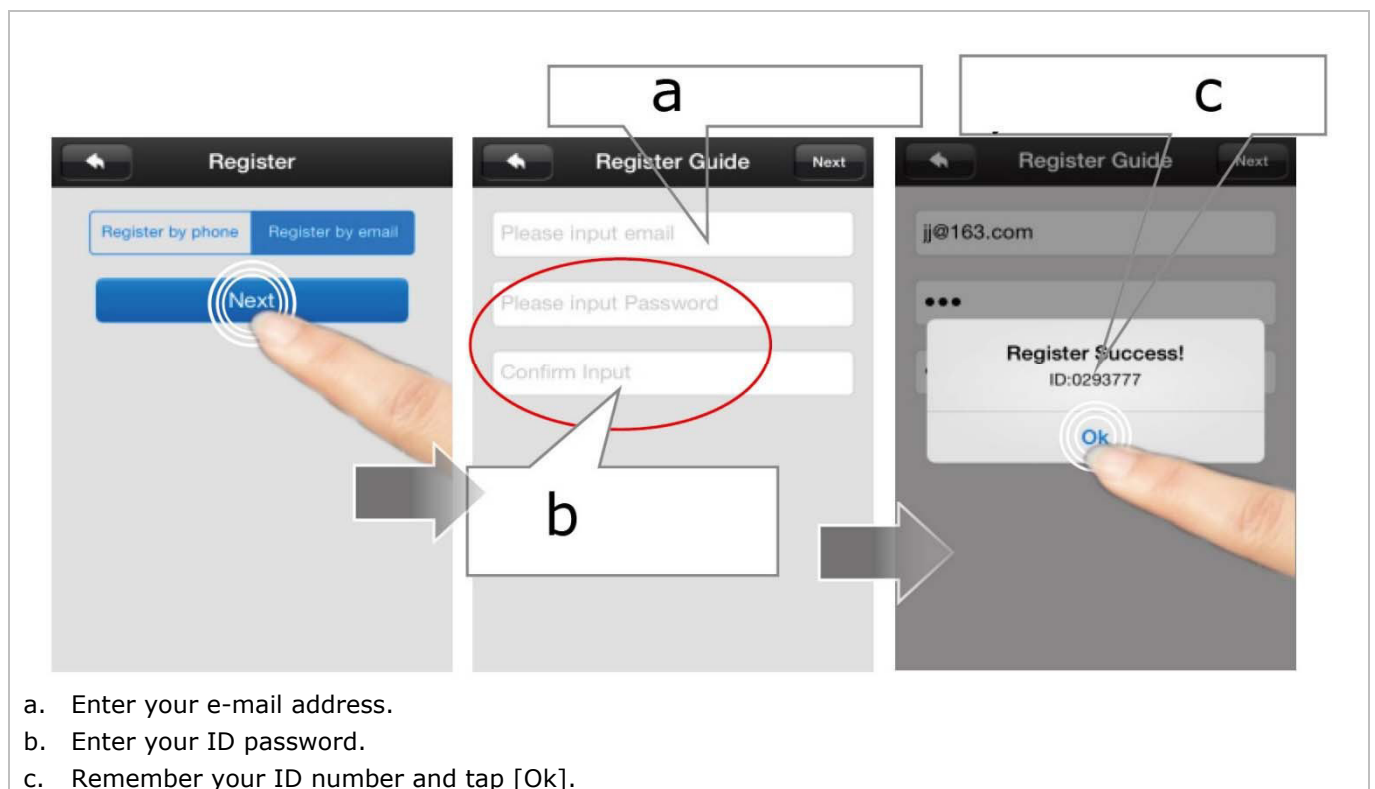 a
c
Register
Register by phone
Register by email
Next
Register Guide
Next
Please input email
Please input Password
Confirm Input
b
Register Guide
Next
jj@163.com
•••
Register Success!
ID:0293777
Ok
a. Enter your e-mail address.
b. Enter your ID password.
c. Remember your ID number and tap [Ok].